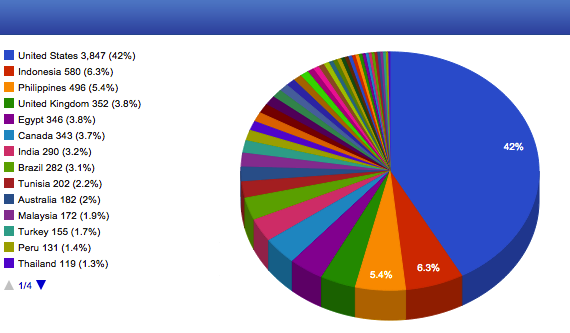 United States 3,847 (42%)
Indonesia 580 (6.3%)
Philippines 496 (5.4%)
United Kingdom 352 (3.8%)
Egypt 346 (3.8%)
Canada 343 (3.7%)
India 290 (3.2%)
Brazil 282 (3.1%)
Tunisia 202 (2.2%)
Australia 182 (2%)
Malaysia 172 (1.9%)
Turkey 155 (1.7%)
Peru 131 (1.4%)
Thailand 119 (1.3%)
1/4
42%
6.3%
5.4%